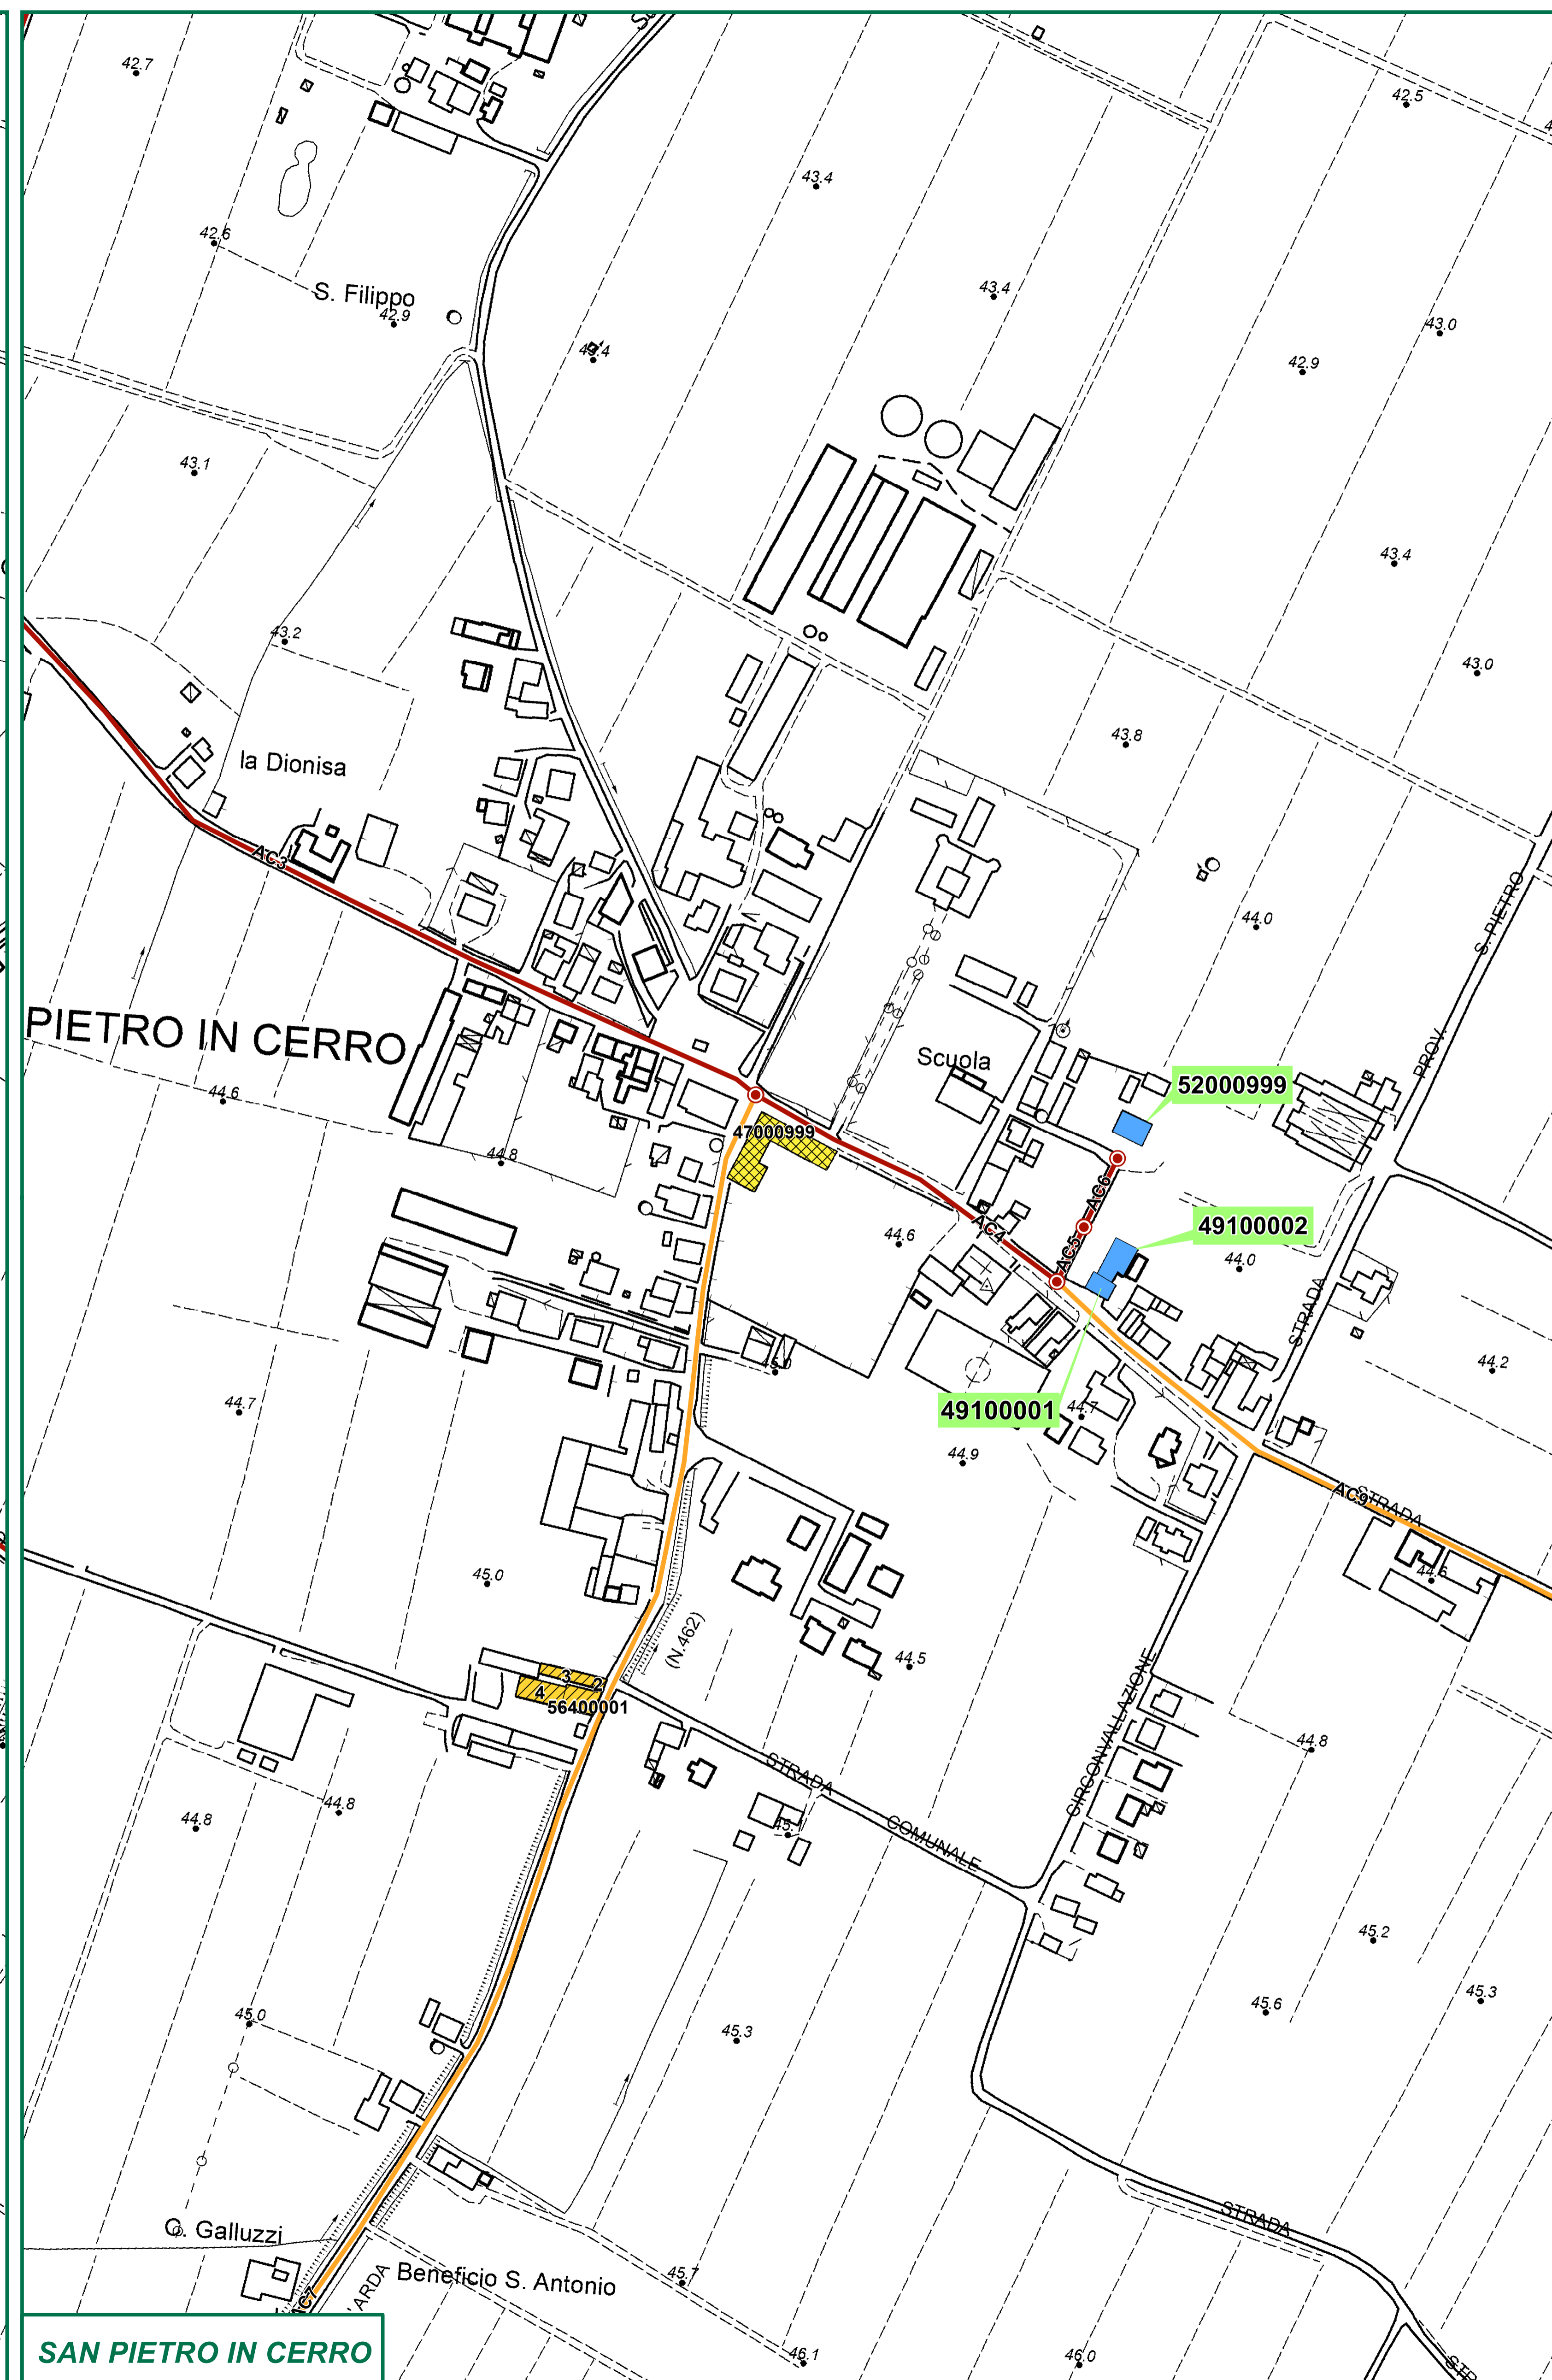 42.7
42.5
43.4
42.6
S. Filippo
42.9
43.4
43.0
42.9
43.1
43.4
43.2
43.0
43.8
la Dionisa
AC3
44.0
S. PIETRO
PROV.
PIETRO IN CERRO
Scuola
52000999
44.6
47000999
44.8
AC6
49100002
44.6
AC4
AC5
44.0
STRADA
44.2
49100001
44.7
44.7
44.9
AC9
STRADA
45.0
44.6
(N.462)
44.5
3
2
4
56400001
CIRCONVALLAZIONE
44.8
STRADA
44.8
44.8
COMUNALE
45.2
45.0
45.3
45.6
45.3
STRADA
C. Galluzzi
Beneficio S. Antonio
45.7
AC7
ARDA
SAN PIETRO IN CERRO
46.1
46.0